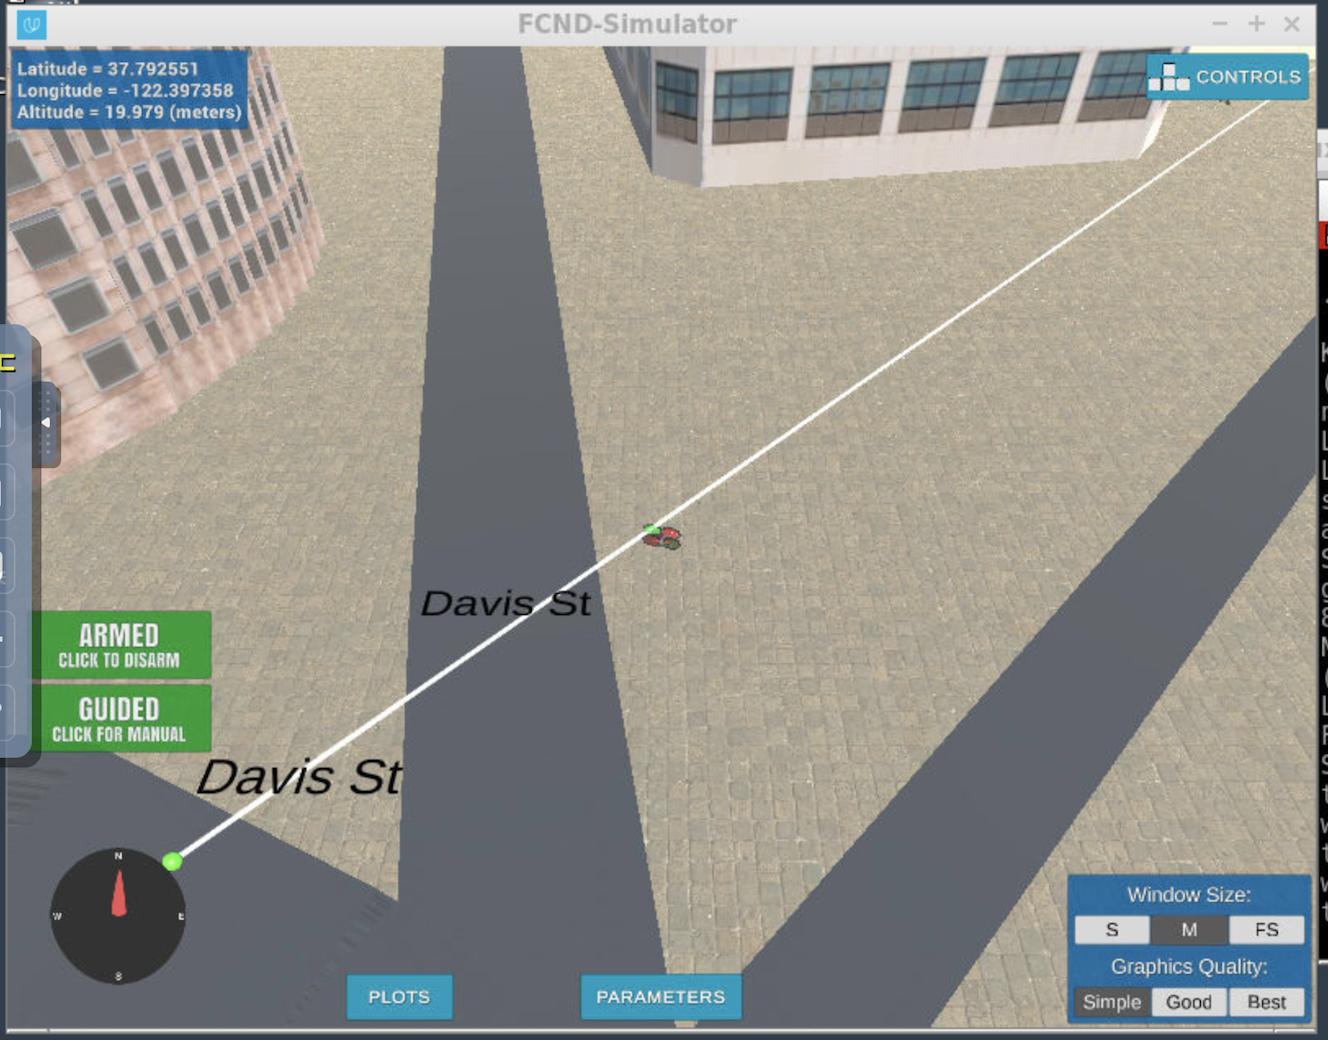 FCND-Simulator
Latitude = 37.792551
Longitude = -122.397358
Altitude = 19.979 (meters)
CONTROLS
Davis St
ARMED
CLICK TO DISARM
GUIDED
CLICK FOR MANUAL
Davis St
N
W
E
S
Window Size:
S
M
FS
Graphics Quality:
Simple
Good
Best
PLOTS
PARAMETERS